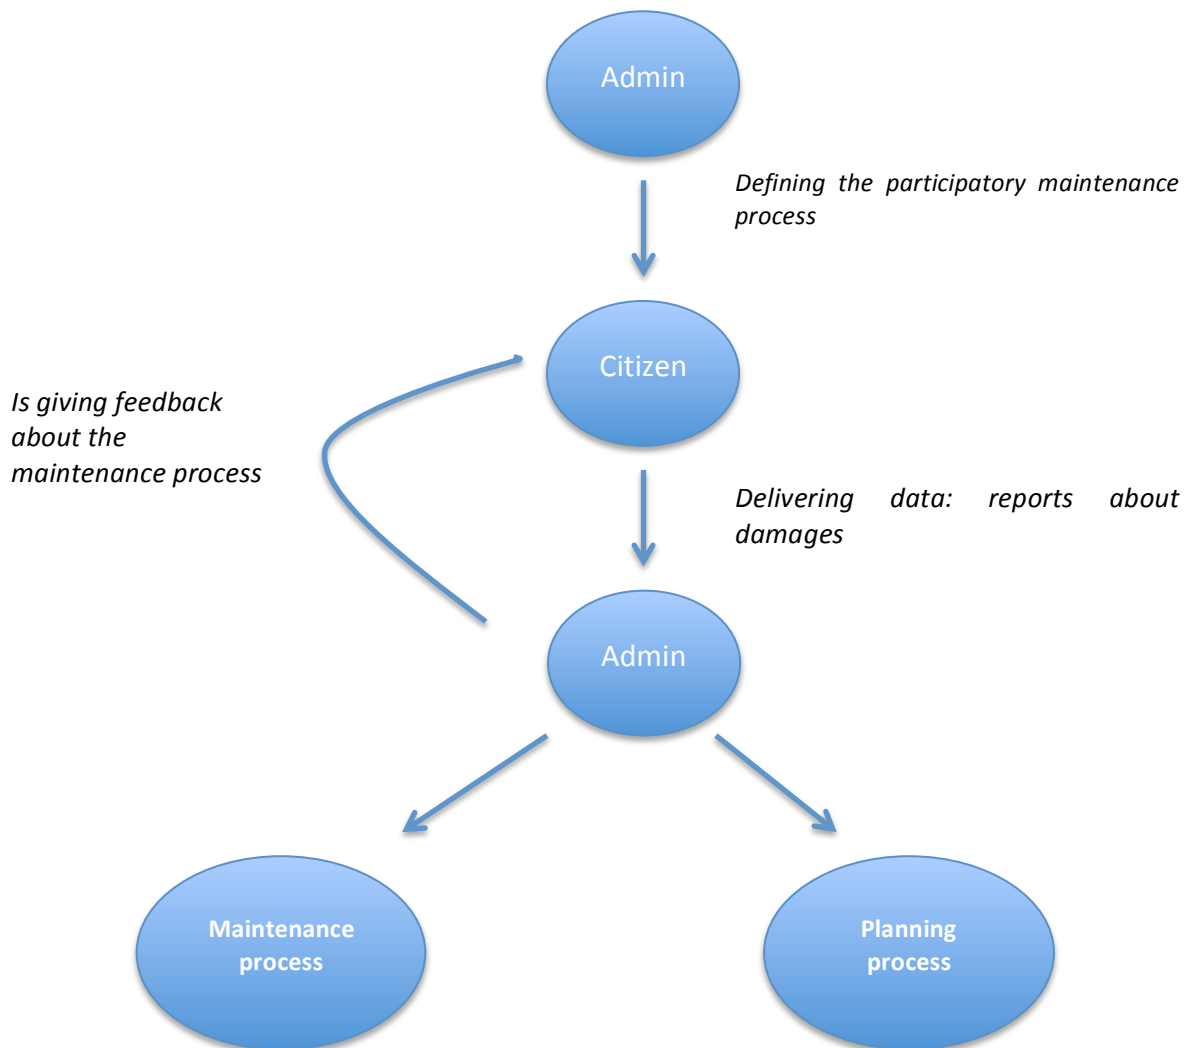 Admin
Defining the participatory maintenance
process
Citizen
Is giving feedback
about the
maintenance process
Delivering data: reports about
damages
Admin
Maintenance
process
Planning
process